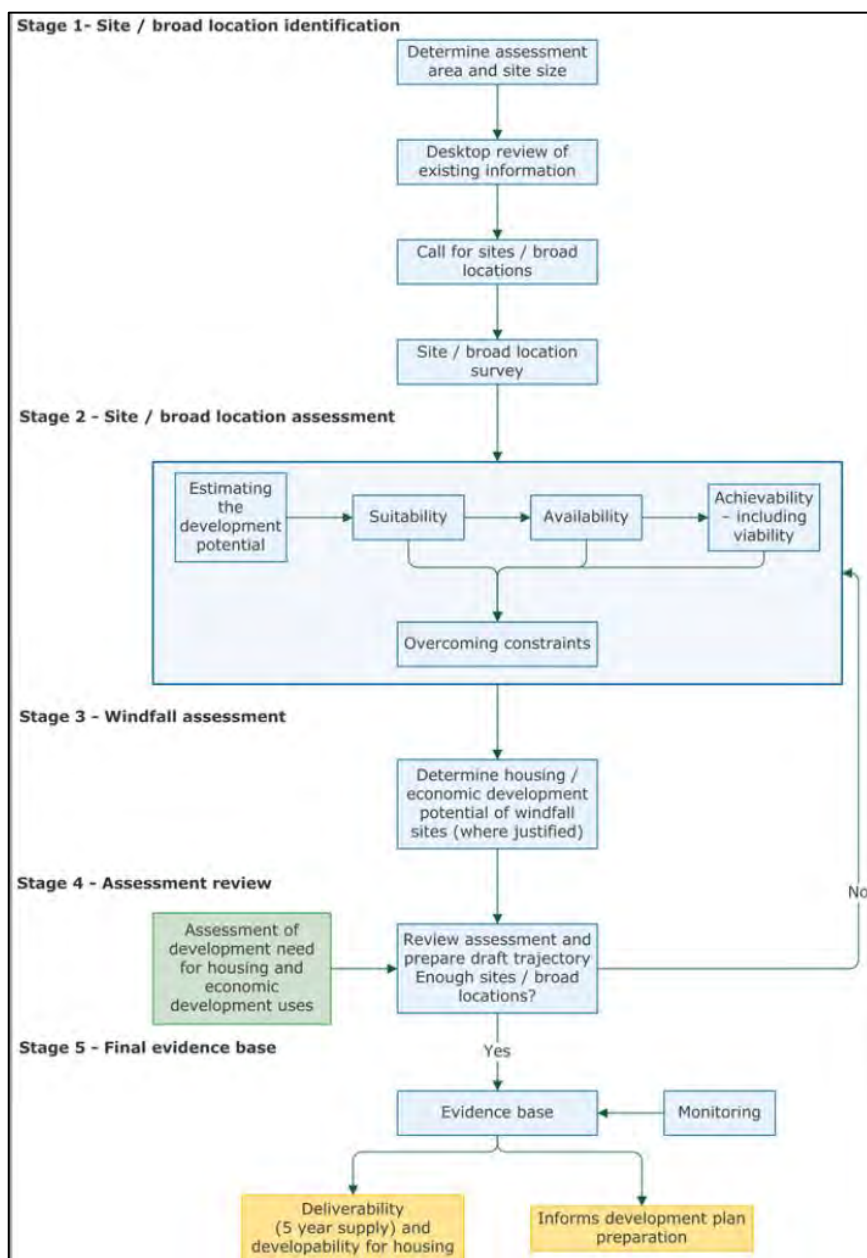 Stage 1- Site / broad location identification
Determine assessment
area and site size
Desktop review of
existing information
Call for sites / broad
locations
Site / broad location
survey
Stage 2 - Site / broad location assessment
Estimating
the
development
potential
Suitability
Availability
Achievability
– including
viability
Overcoming constraints
Stage 3 - Windfall assessment
Determine housing /
economic development
potential of windfall
sites (where justified)
Stage 4 - Assessment review
No
Assessment of
development need
for housing and
economic
development uses
Review assessment and
prepare draft trajectory
Enough sites / broad
locations?
Stage 5 - Final evidence base
Yes
Evidence base
Monitoring
Deliverability
(5 year supply) and
developability for housing
Informs development plan
preparation